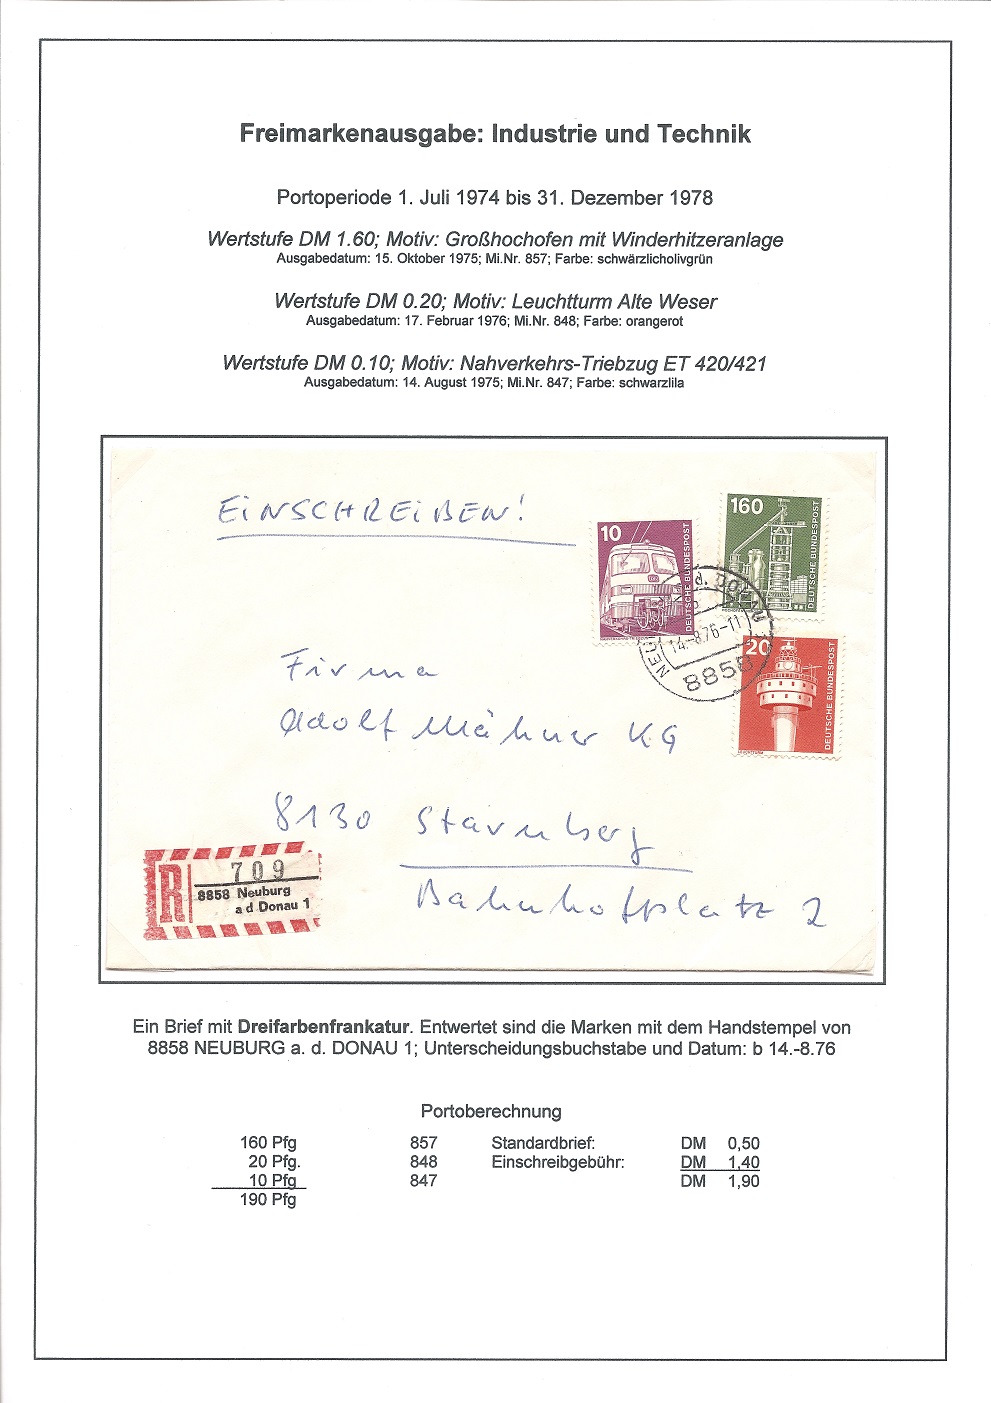 Freimarkenausgabe: Industrie und Technik
Portoperiode 1. Juli 1974 bis 31. Dezember 1978
Wertstufe DM 1.60; Motiv: Großhochofen mit Winderhitzeranlage
Ausgabedatum: 15. Oktober 1975; Mi.Nr. 857; Farbe: schwärzlicholivgrün
Wertstufe DM 0.20; Motiv: Leuchtturm Alte Weser
Ausgabedatum: 17. Februar 1976; Mi.Nr. 848; Farbe: orangerot
Wertstufe DM 0.10; Motiv: Nahverkehrs-Triebzug ET 420/421
Ausgabedatum: 14. August 1975; Mi.Nr. 847; Farbe: schwarzlila
EINSCHREIBEN!
10
DEUTSCHE BUNDESPOST
160
DEUTSCHE BUNDESPOST
20
DEUTSCHE BUNDESPOST
14.-8.76-11
8858
Firma
Adolf Mähner KG
8130 Starnberg
Bahnhofplatz 2
R
709
8858 Neuburg
a d Donau 1
Ein Brief mit Dreifarbenfrankatur. Entwertet sind die Marken mit dem Handstempel von
8858 NEUBURG a. d. DONAU 1; Unterscheidungsbuchstabe und Datum: b 14.-8.76
Portoberechnung
160 Pfg 857 Standardbrief: DM 0,50
20 Pfg. 848 Einschreibgebühr: DM 1,40
10 Pfg 847 DM 1,90
190 Pfg